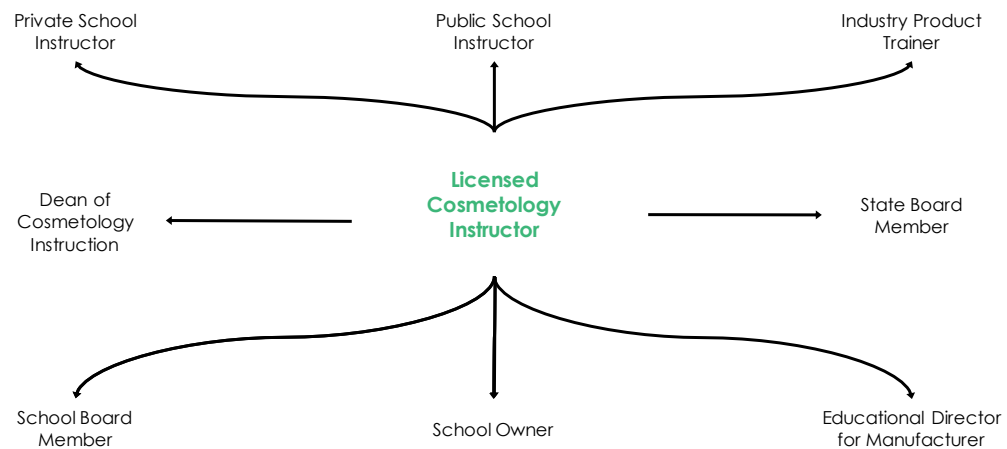 Private School
Instructor
Public School
Instructor
Industry Product
Trainer
Licensed
Cosmetology
Instructor
Dean of
Cosmetology
Instruction
State Board
Member
School Board
Member
School Owner
Educational Director
for Manufacturer